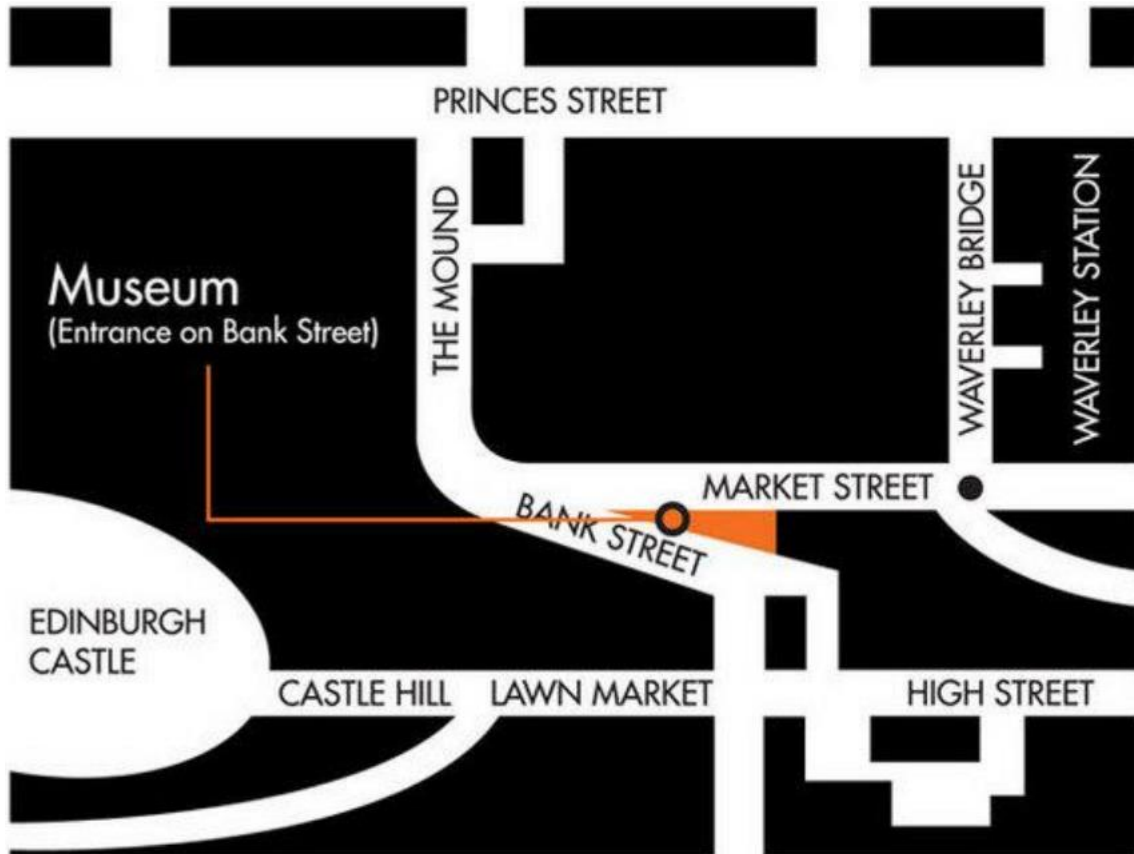 PRINCES STREET
THE MOUND
WAVERLEY BRIDGE
WAVERLEY STATION
Museum
(Entrance on Bank Street)
MARKET STREET
BANK STREET
EDINBURGH
CASTLE
CASTLE HILL
LAWN MARKET
HIGH STREET